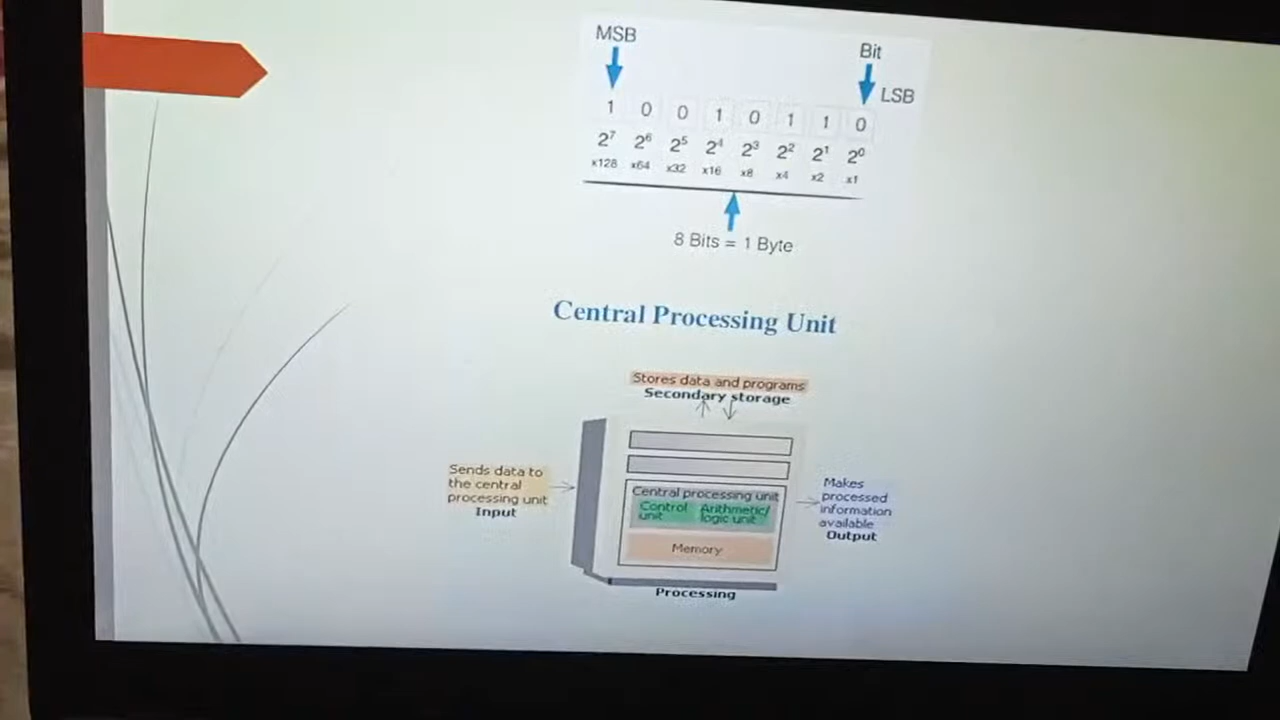 MSB
Bit
LSB
1 0 0 1 0 1 1 0
2⁷ 2⁶ 2⁵ 2⁴ 2³ 2² 2¹ 2⁰
x128 x64 x32 x16 x8 x4 x2 x1
8 Bits = 1 Byte
Central Processing Unit
Stores data and programs
Secondary storage
Sends data to
the central
processing unit
Input
Central processing unit
Control
unit
Arithmetic/
logic unit
Memory
Processing
Makes
processed
information
available
Output